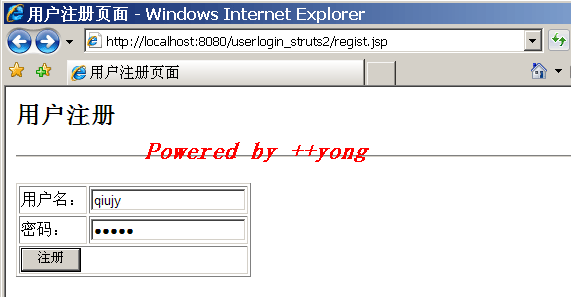 用户注册页面 - Windows Internet Explorer
http://localhost:8080/userlogin_struts2/regist.jsp
用户注册页面
用户注册
Powered by ++yong
用户名： qiujy
密码： •••••
注册